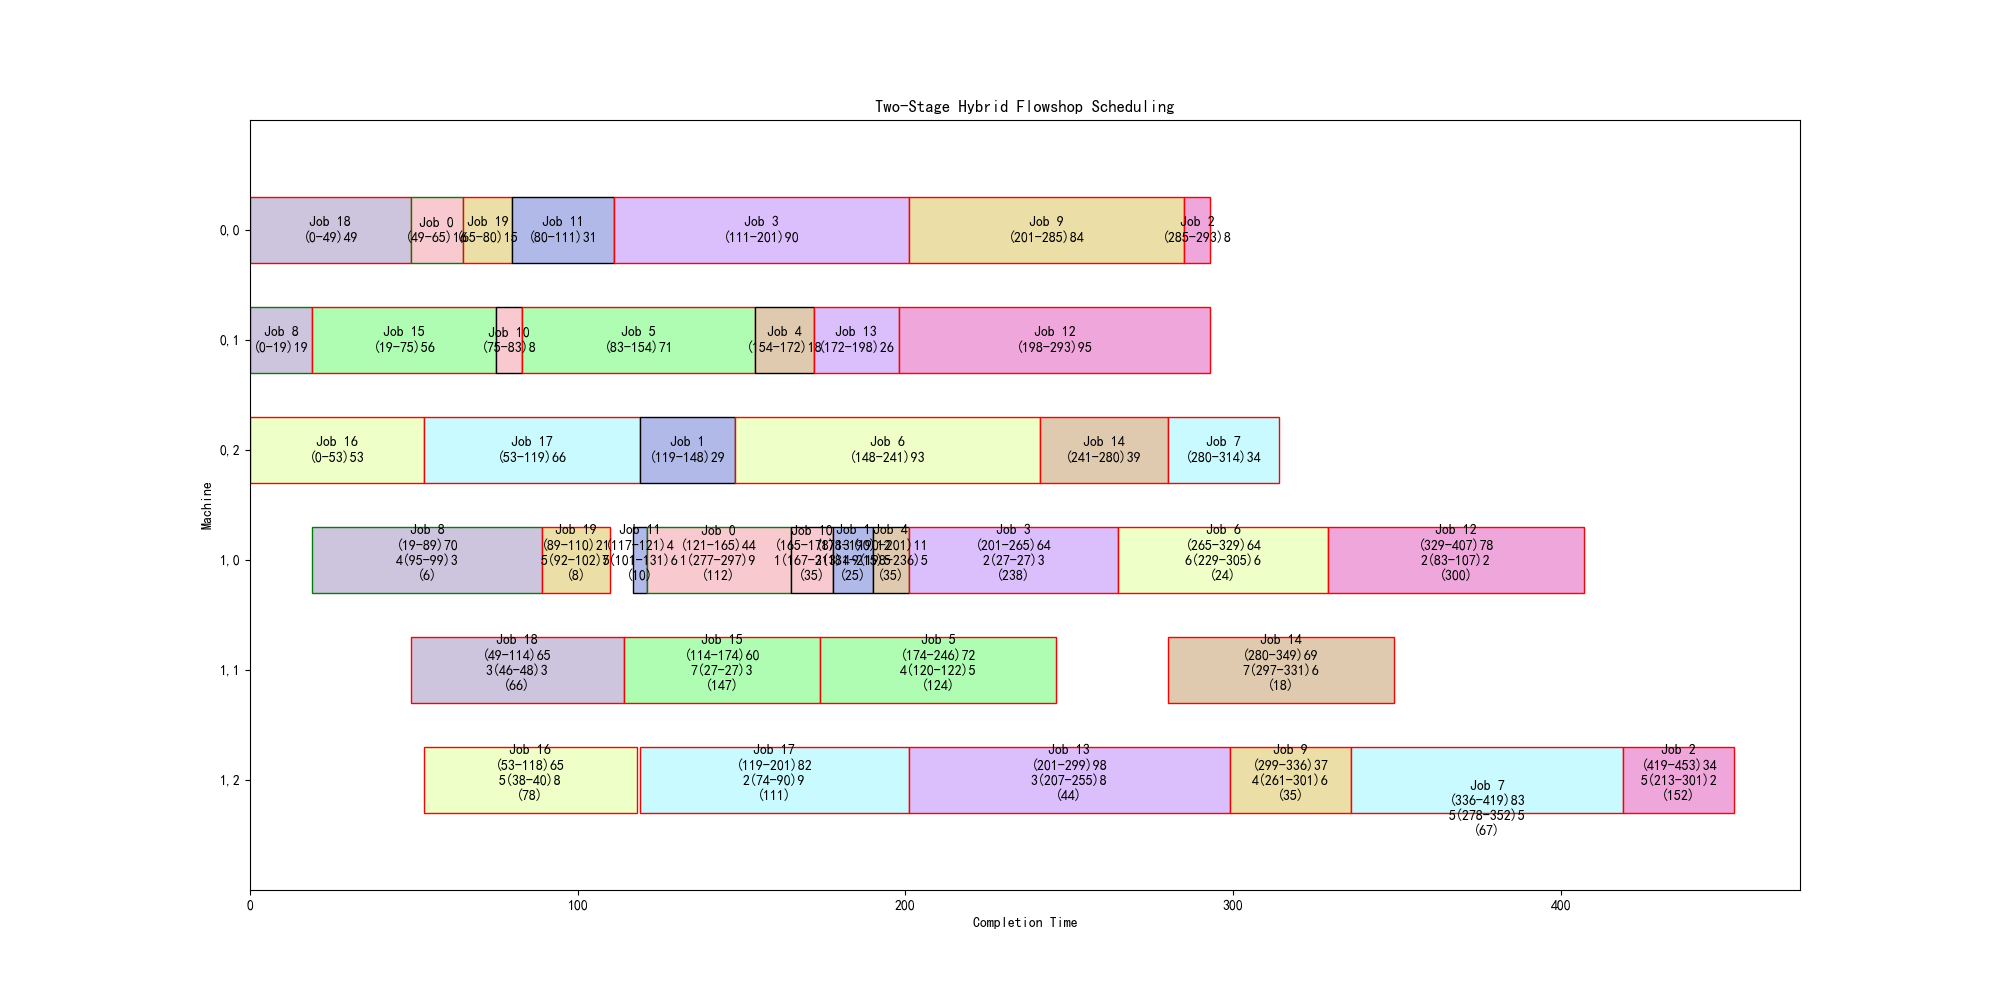 Two-Stage Hybrid Flowshop Scheduling
0,0
Job 18
(0-49)49
Job 0
(49-65)16
Job 19
(65-80)15
Job 11
(80-111)31
Job 3
(111-201)90
Job 9
(201-285)84
Job 2
(285-293)8
0,1
Job 8
(0-19)19
Job 15
(19-75)56
Job 10
(75-83)8
Job 5
(83-154)71
Job 4
(154-172)18
Job 13
(172-198)26
Job 12
(198-293)95
0,2
Job 16
(0-53)53
Job 17
(53-119)66
Job 1
(119-148)29
Job 6
(148-241)93
Job 14
(241-280)39
Job 7
(280-314)34
Machine
1,0
Job 8
(19-89)70
4(95-99)3
(6)
Job 19
(89-110)21
5(92-102)
(8)
Job 11
(117-121)4
(101-131)6
(10)
Job 0
(121-165)44
1(277-297)9
(112)
Job 10
(165-178)
1(167-
(35)
Job 1
(25)
Job 4
(190-201)11
(35)
Job 3
(201-265)64
2(27-27)3
(238)
Job 6
(265-329)64
6(229-305)6
(24)
Job 12
(329-407)78
2(83-107)2
(300)
1,1
Job 18
(49-114)65
3(46-48)3
(66)
Job 15
(114-174)60
7(27-27)3
(147)
Job 5
(174-246)72
4(120-122)5
(124)
Job 14
(280-349)69
7(297-331)6
(18)
1,2
Job 16
(53-118)65
5(38-40)8
(78)
Job 17
(119-201)82
2(74-90)9
(111)
Job 13
(201-299)98
3(207-255)8
(44)
Job 9
(299-336)37
4(261-301)6
(35)
Job 7
(336-419)83
5(278-352)5
(67)
Job 2
(419-453)34
5(213-301)2
(152)
0
100
200
300
400
Completion Time